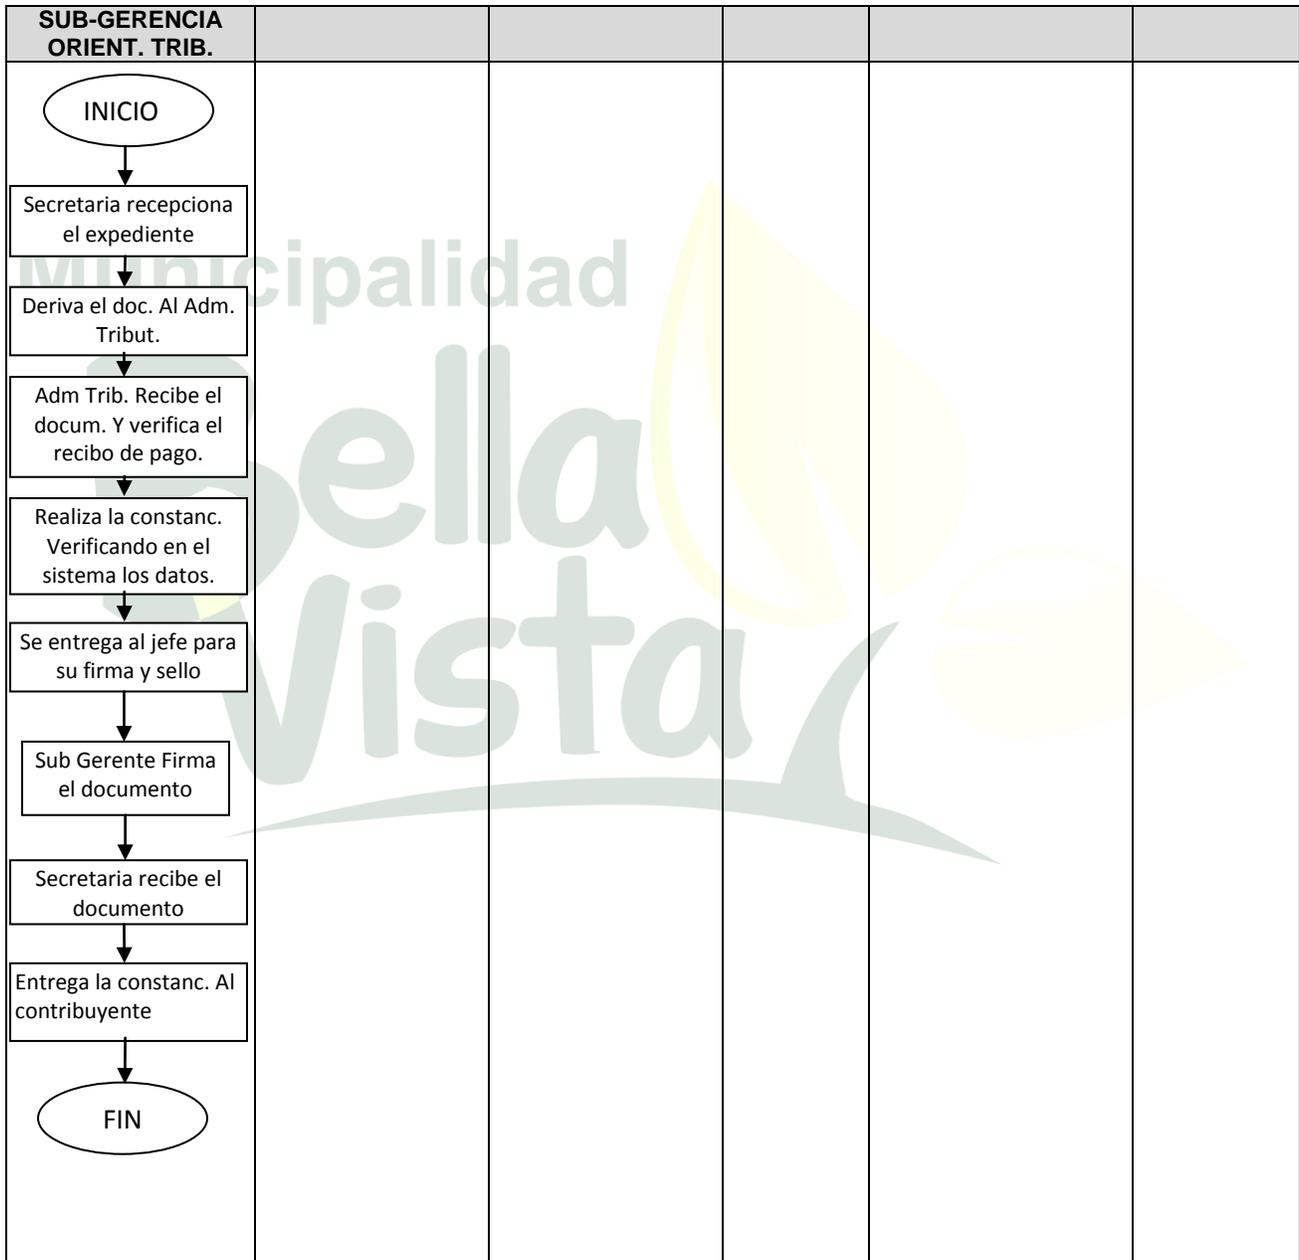 SUB-GERENCIA
ORIENT. TRIB.
INICIO
Secretaria recepciona
el expediente
Municipalidad
Deriva el doc. Al Adm.
Tribut.
Adm Trib. Recibe el
docum. Y verifica el
recibo de pago.
Bella
Realiza la constanc.
Verificando en el
sistema los datos.
Vista
Se entrega al jefe para
su firma y sello
Sub Gerente Firma
el documento
Secretaria recibe el
documento
Entrega la constanc. Al
contribuyente
FIN